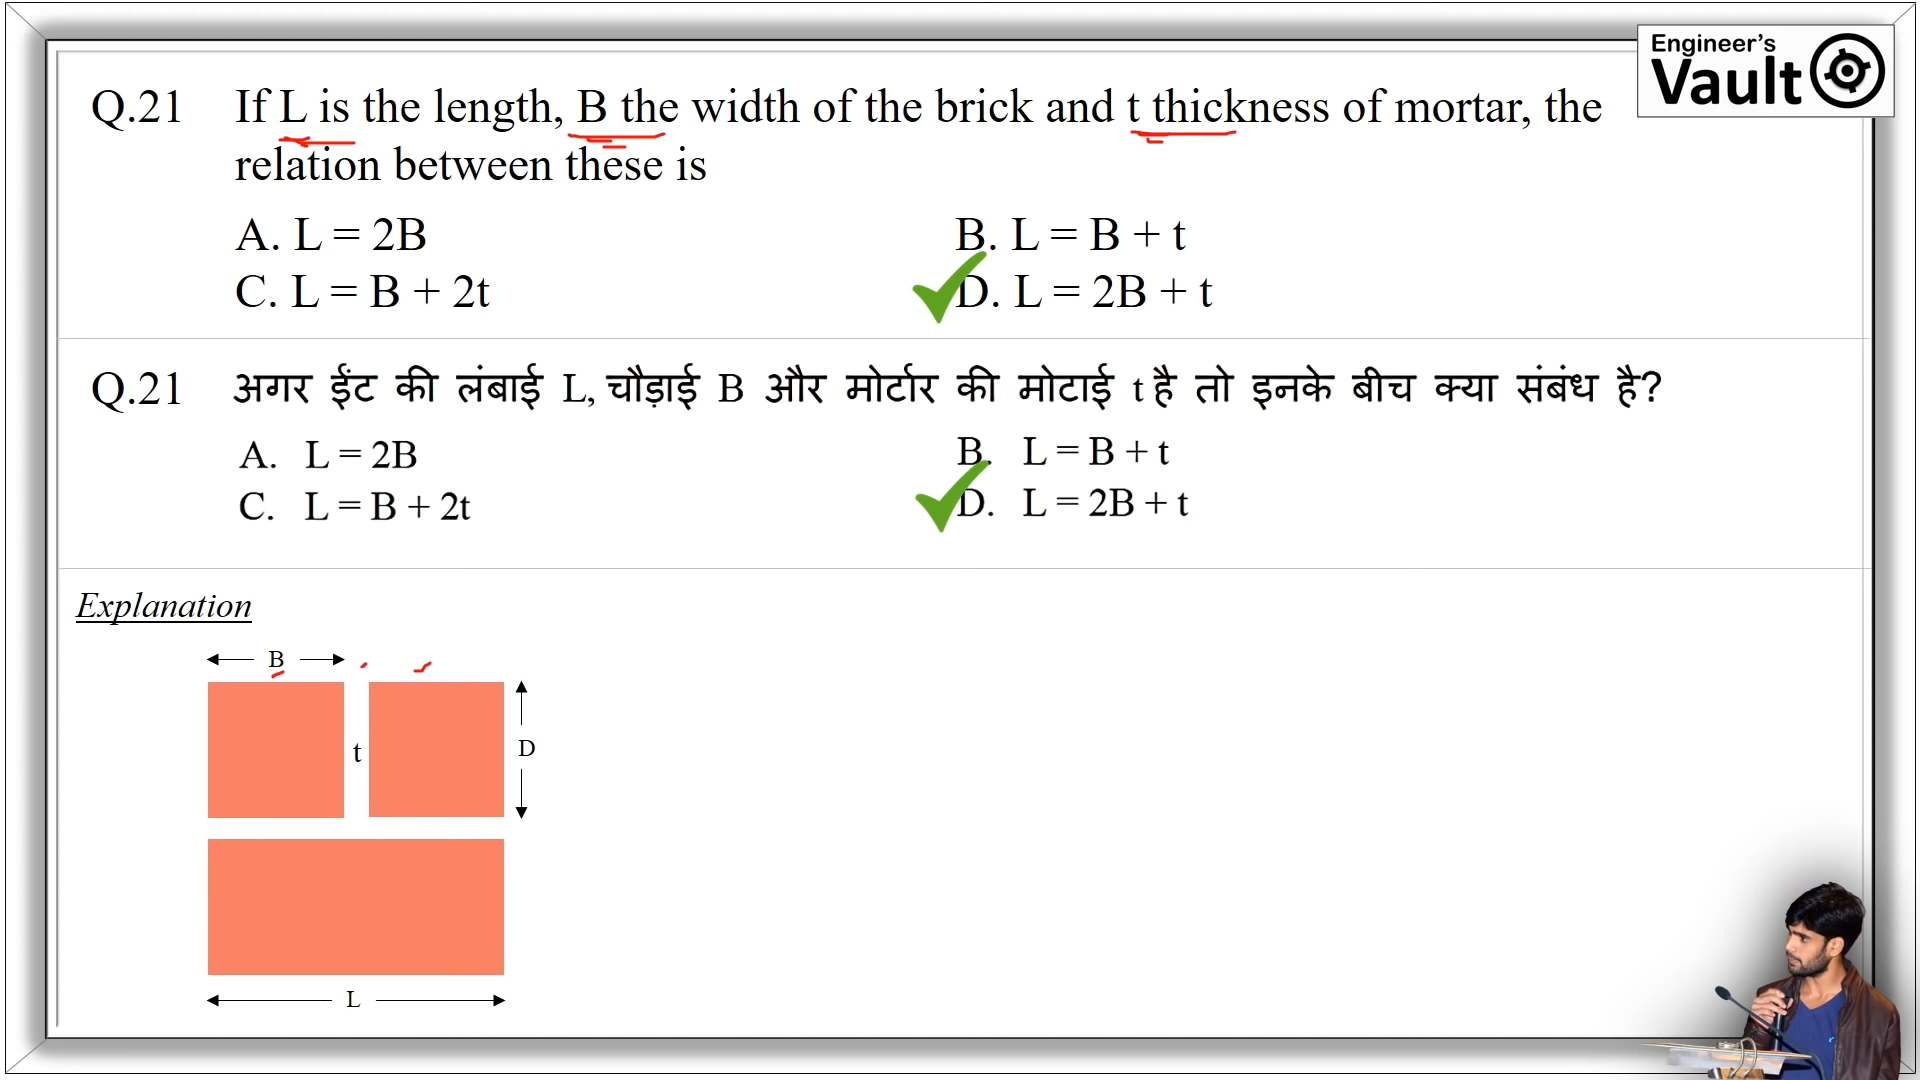 Engineer's
Vault
Q.21 If L is the length, B the width of the brick and t thickness of mortar, the
relation between these is
A. L = 2B B. L = B + t
C. L = B + 2t D. L = 2B + t
Q.21 अगर ईंट की लंबाई L, चौड़ाई B और मोर्टार की मोटाई t है तो इनके बीच क्या संबंध है?
A. L = 2B B. L = B + t
C. L = B + 2t D. L = 2B + t
Explanation
B
t D
L